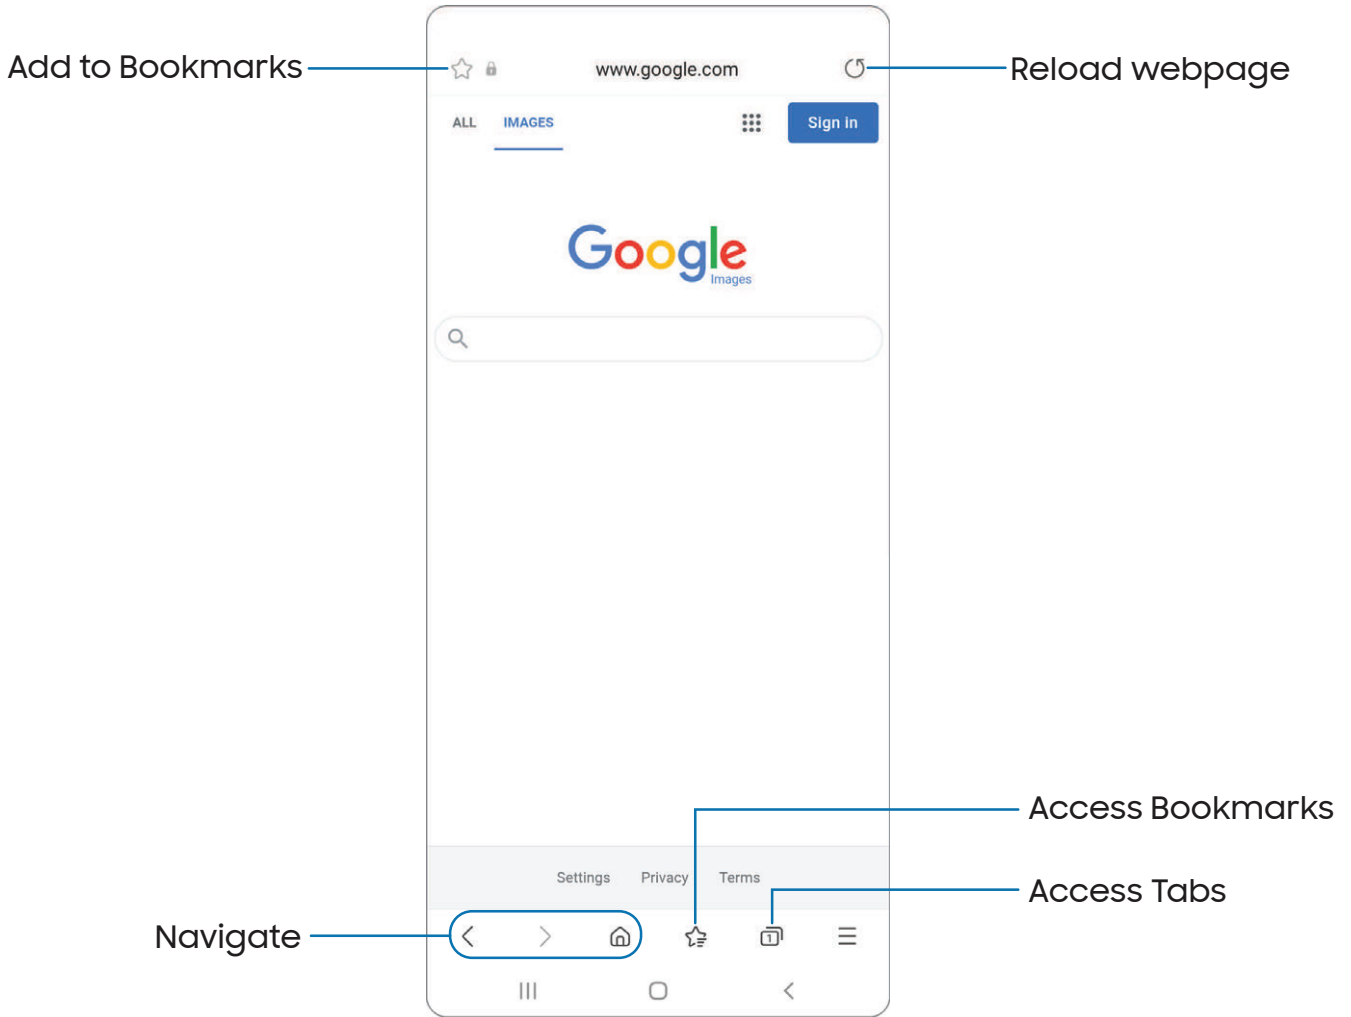 Add to Bookmarks
www.google.com
Reload webpage
ALL IMAGES
Sign in
Google
Images
Access Bookmarks
Settings Privacy Terms
Access Tabs
Navigate
1